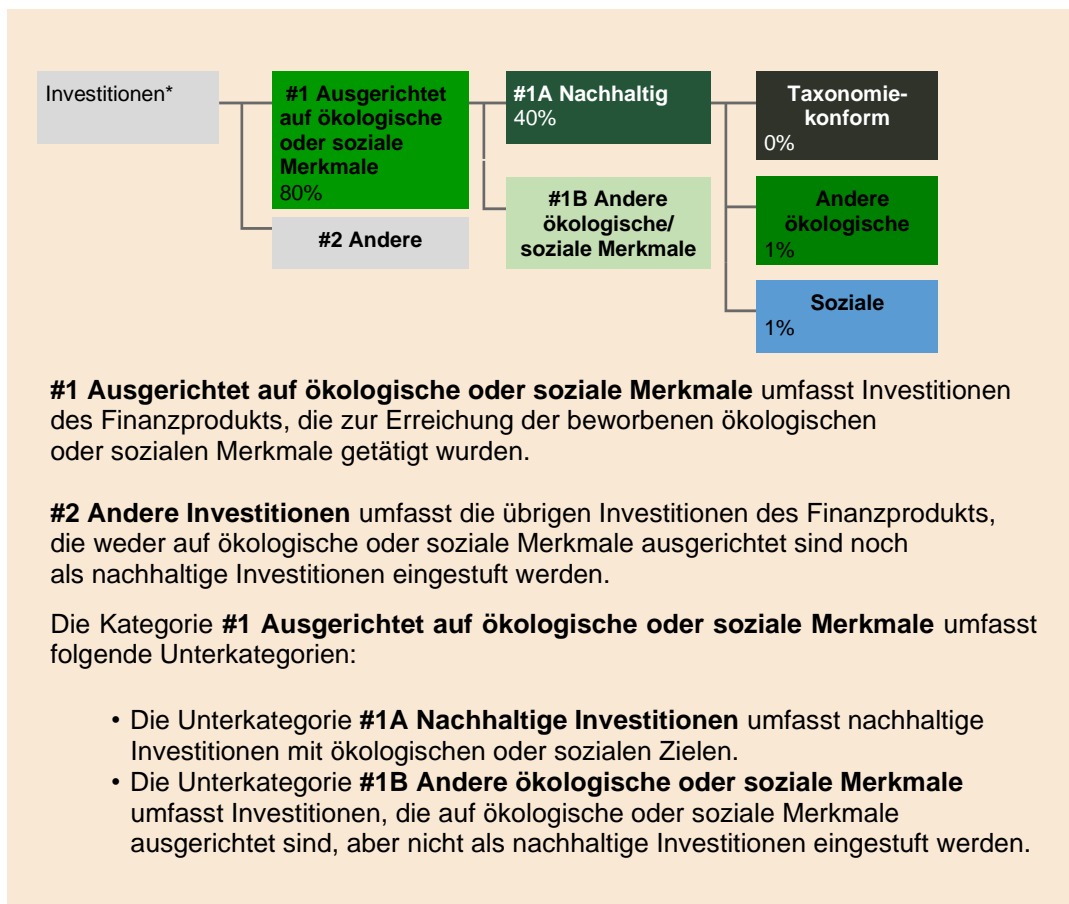 Investitionen*
#1 Ausgerichtet
auf ökologische
oder soziale
Merkmale
80%
#2 Andere
#1A Nachhaltig
40%
#1B Andere
ökologische/
soziale Merkmale
Taxonomie-
konform
0%
Andere
ökologische
1%
Soziale
1%
#1 Ausgerichtet auf ökologische oder soziale Merkmale umfasst Investitionen
des Finanzprodukts, die zur Erreichung der beworbenen ökologischen
oder sozialen Merkmale getätigt wurden.
#2 Andere Investitionen umfasst die übrigen Investitionen des Finanzprodukts,
die weder auf ökologische oder soziale Merkmale ausgerichtet sind noch
als nachhaltige Investitionen eingestuft werden.
Die Kategorie #1 Ausgerichtet auf ökologische oder soziale Merkmale umfasst
folgende Unterkategorien:
• Die Unterkategorie #1A Nachhaltige Investitionen umfasst nachhaltige
Investitionen mit ökologischen oder sozialen Zielen.
• Die Unterkategorie #1B Andere ökologische oder soziale Merkmale
umfasst Investitionen, die auf ökologische oder soziale Merkmale
ausgerichtet sind, aber nicht als nachhaltige Investitionen eingestuft werden.